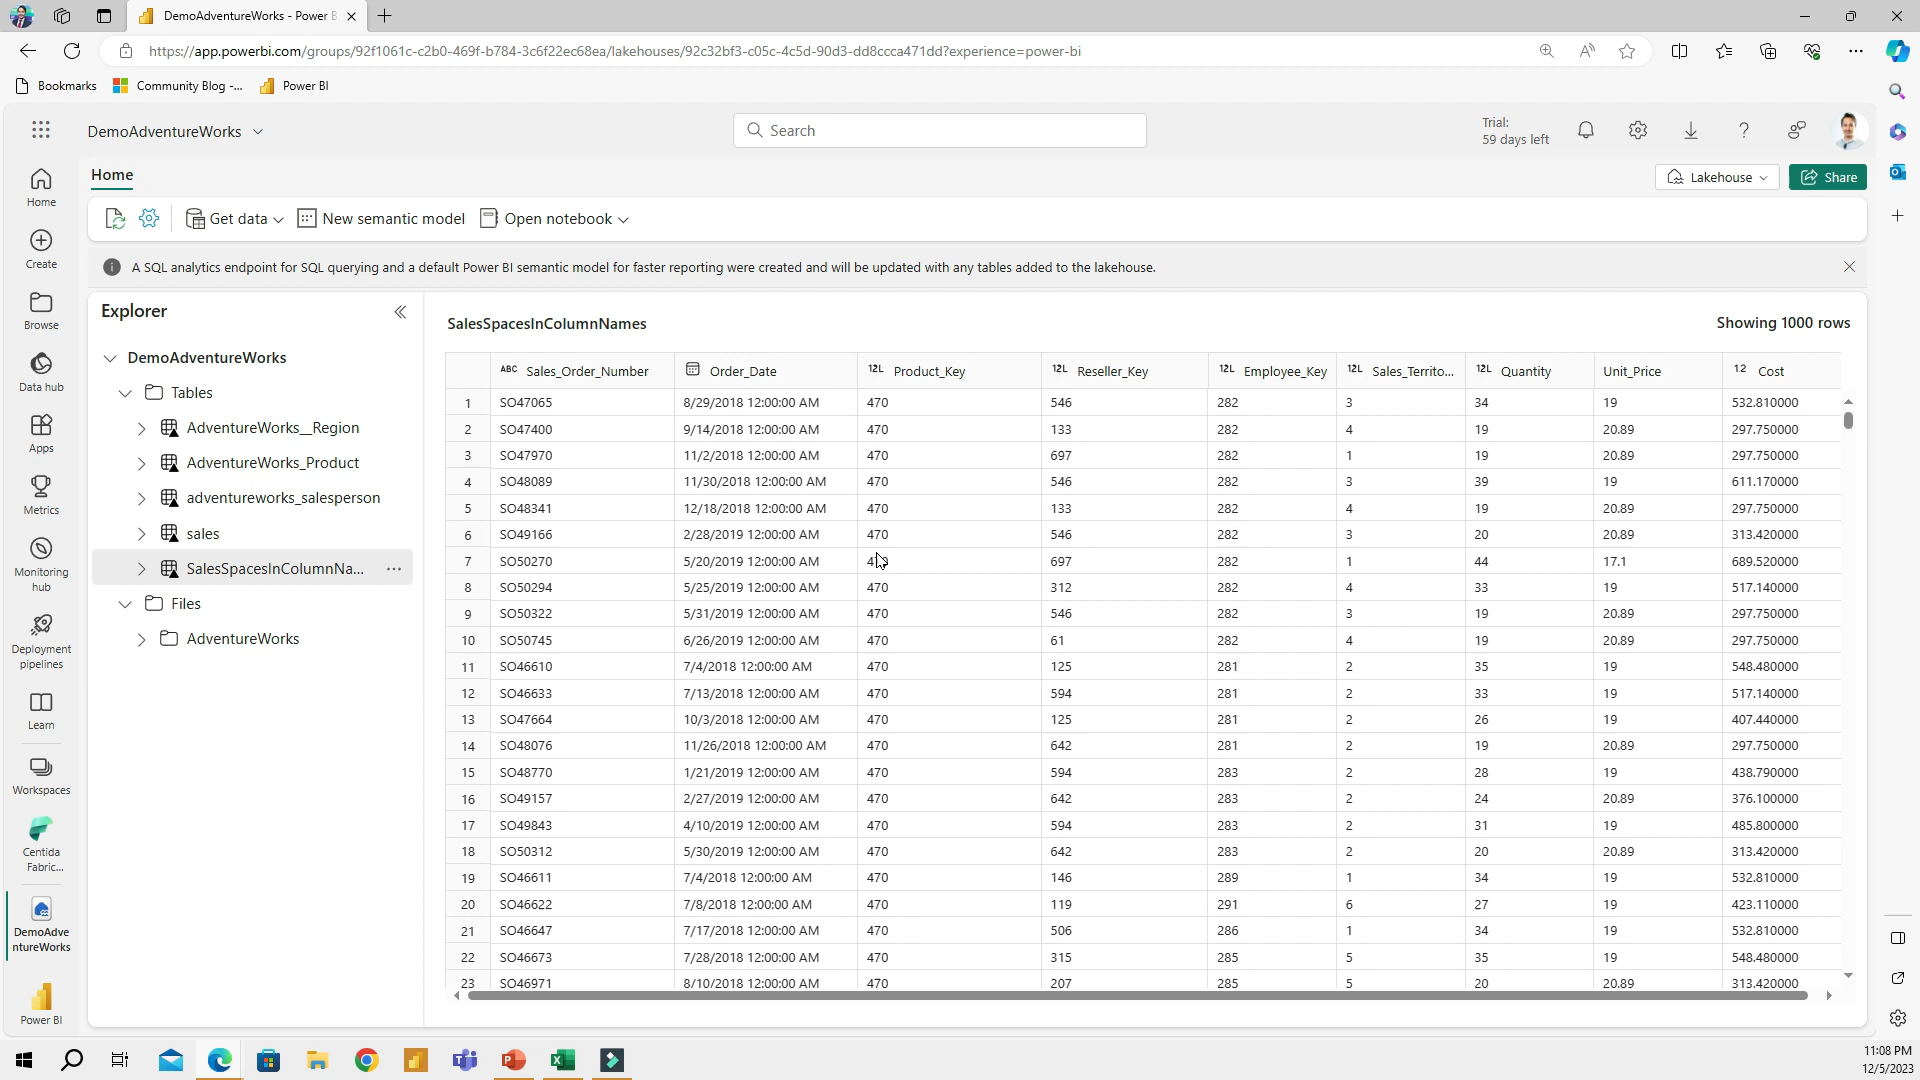 DemoAdventureWorks - Power B
https://app.powerbi.com/groups/92f1061c-c2b0-469f-b784-3c6f22ec68ea/lakehouses/92c32bf3-c05c-4c5d-90d3-dd8ccca471dd?experience=power-bi
Bookmarks Community Blog -... Power BI
DemoAdventureWorks Search Trial: 59 days left
Home Lakehouse Share
Get data New semantic model Open notebook
A SQL analytics endpoint for SQL querying and a default Power BI semantic model for faster reporting were created and will be updated with any tables added to the lakehouse.
Home
Create
Browse
Data hub
Apps
Metrics
Monitoring
hub
Deployment
pipelines
Learn
Workspaces
Centida
Fabric...
DemoAdve
ntureWorks
Power BI
Explorer
DemoAdventureWorks
Tables
AdventureWorks__Region
AdventureWorks_Product
adventureworks_salesperson
sales
SalesSpacesInColumnNa... ...
Files
AdventureWorks
SalesSpacesInColumnNames Showing 1000 rows
ABC Sales_Order_Number Order_Date 12L Product_Key 12L Reseller_Key 12L Employee_Key 12L Sales_Territo... 12L Quantity Unit_Price 1.2 Cost
1 SO47065 8/29/2018 12:00:00 AM 470 546 282 3 34 19 532.810000
2 SO47400 9/14/2018 12:00:00 AM 470 133 282 4 19 20.89 297.750000
3 SO47970 11/2/2018 12:00:00 AM 470 697 282 1 19 20.89 297.750000
4 SO48089 11/30/2018 12:00:00 AM 470 546 282 3 39 19 611.170000
5 SO48341 12/18/2018 12:00:00 AM 470 133 282 4 19 20.89 297.750000
6 SO49166 2/28/2019 12:00:00 AM 470 546 282 3 20 20.89 313.420000
7 SO50270 5/20/2019 12:00:00 AM 470 697 282 1 44 17.1 689.520000
8 SO50294 5/25/2019 12:00:00 AM 470 312 282 4 33 19 517.140000
9 SO50322 5/31/2019 12:00:00 AM 470 546 282 3 19 20.89 297.750000
10 SO50745 6/26/2019 12:00:00 AM 470 61 282 4 19 20.89 297.750000
11 SO46610 7/4/2018 12:00:00 AM 470 125 281 2 35 19 548.480000
12 SO46633 7/13/2018 12:00:00 AM 470 594 281 2 33 19 517.140000
13 SO47664 10/3/2018 12:00:00 AM 470 125 281 2 26 19 407.440000
14 SO48076 11/26/2018 12:00:00 AM 470 642 281 2 19 20.89 297.750000
15 SO48770 1/21/2019 12:00:00 AM 470 594 283 2 28 19 438.790000
16 SO49157 2/27/2019 12:00:00 AM 470 642 283 2 24 20.89 376.100000
17 SO49843 4/10/2019 12:00:00 AM 470 594 283 2 31 19 485.800000
18 SO50312 5/30/2019 12:00:00 AM 470 642 283 2 20 20.89 313.420000
19 SO46611 7/4/2018 12:00:00 AM 470 146 289 1 34 19 532.810000
20 SO46622 7/8/2018 12:00:00 AM 470 119 291 6 27 19 423.110000
21 SO46647 7/17/2018 12:00:00 AM 470 506 286 1 34 19 532.810000
22 SO46673 7/28/2018 12:00:00 AM 470 315 285 5 35 19 548.480000
23 SO46971 8/10/2018 12:00:00 AM 470 207 285 5 20 20.89 313.420000
11:08 PM
12/5/2023